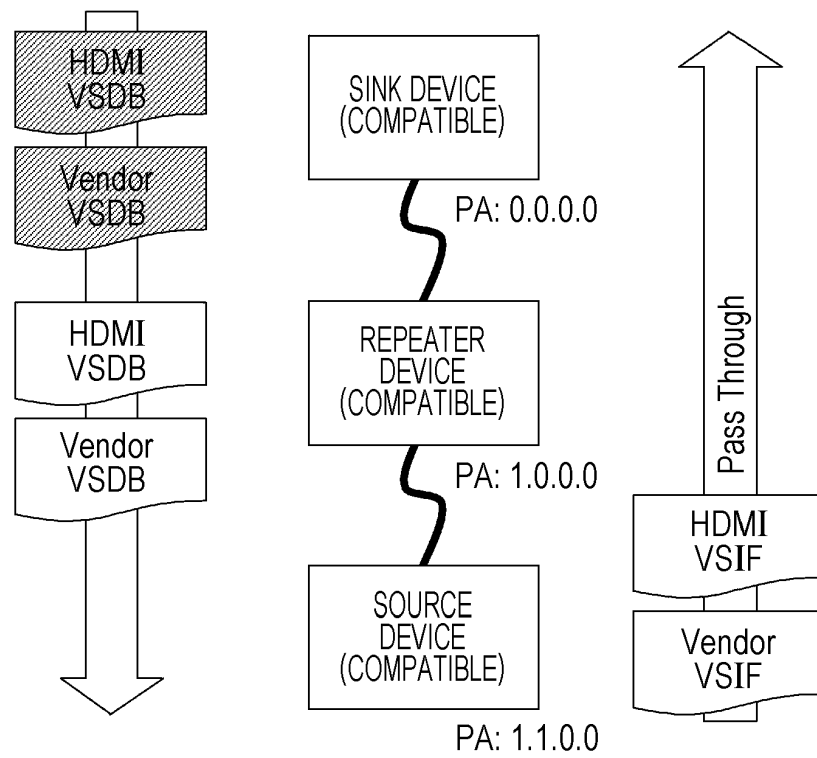 HDMI
VSDB
Vendor
VSDB
HDMI
VSDB
Vendor
VSDB
SINK DEVICE
(COMPATIBLE)
PA: 0.0.0.0
REPEATER
DEVICE
(COMPATIBLE)
PA: 1.0.0.0
SOURCE
DEVICE
(COMPATIBLE)
PA: 1.1.0.0
Pass Through
HDMI
VSIF
Vendor
VSIF